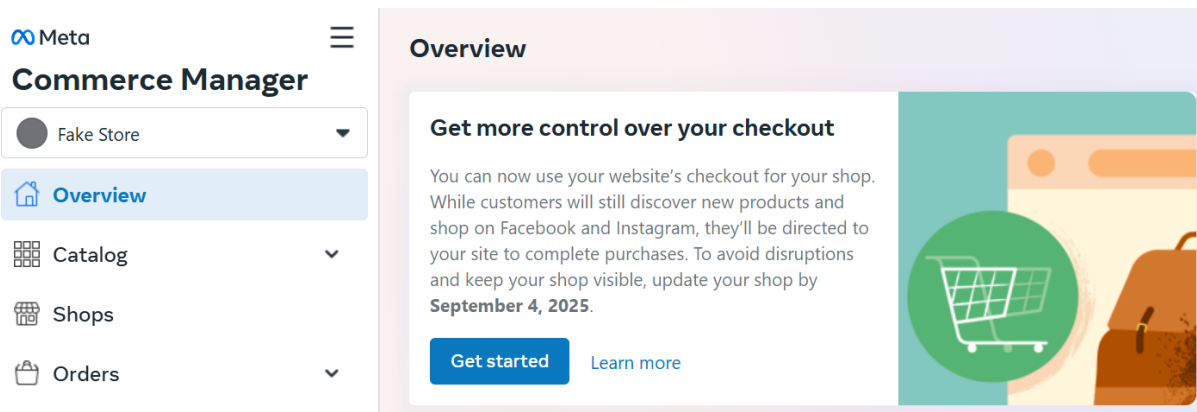 Meta
Commerce Manager
Fake Store
Overview
Catalog
Shops
Orders
Overview
Get more control over your checkout
You can now use your website’s checkout for your shop.
While customers will still discover new products and
shop on Facebook and Instagram, they’ll be directed to
your site to complete purchases. To avoid disruptions
and keep your shop visible, update your shop by
September 4, 2025.
Get started
Learn more